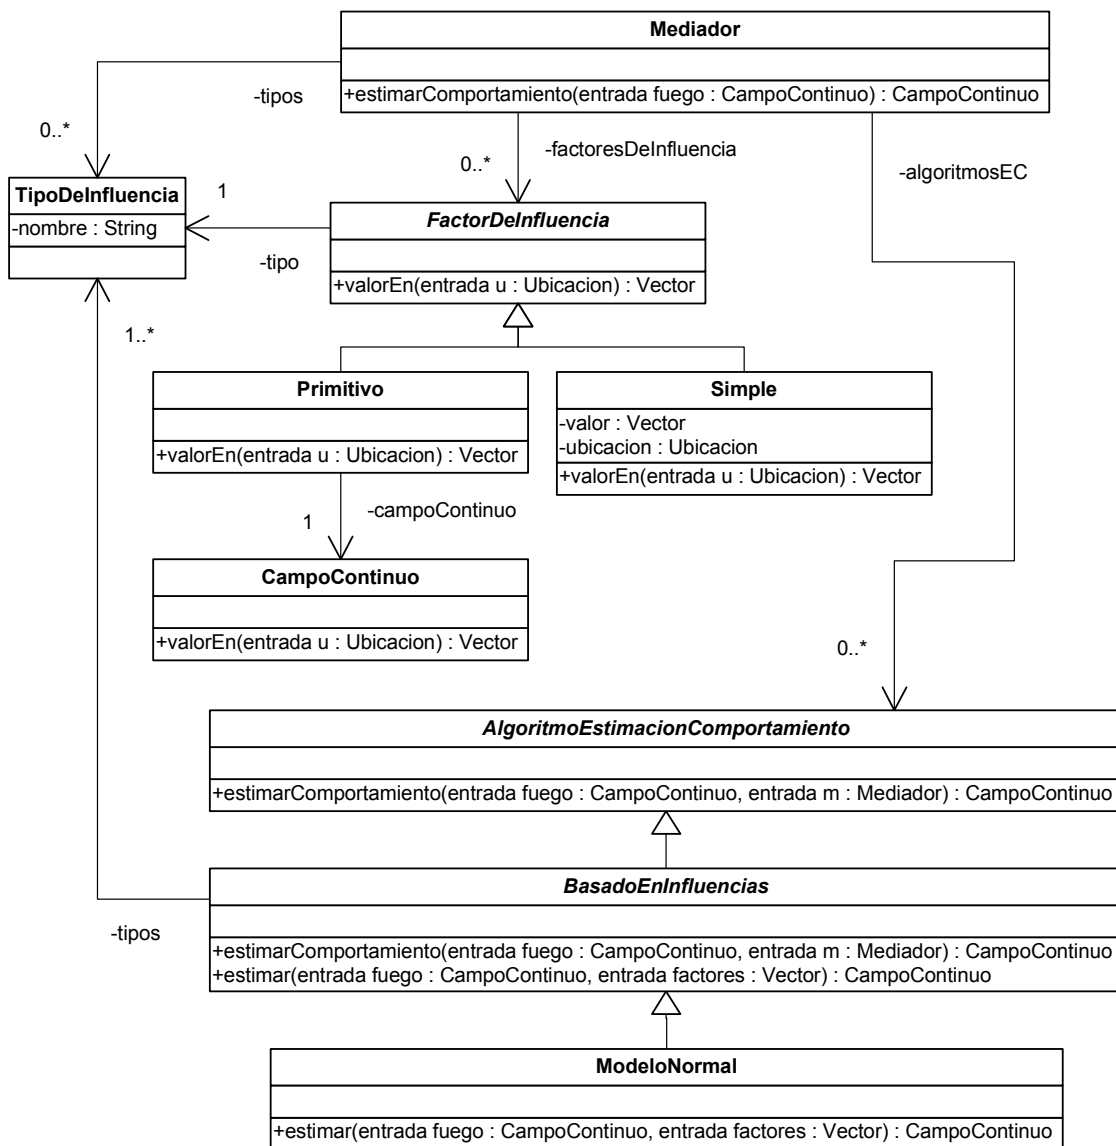 Mediador
+estimarComportamiento(entrada fuego : CampoContinuo) : CampoContinuo
-tipos
0..*
-factoresDeInfluencia
0..*
-algoritmosEC
TipoDeInfluencia
-nombre : String
1
-tipo
FactorDeInfluencia
+valorEn(entrada u : Ubicacion) : Vector
1..*
Primitivo
+valorEn(entrada u : Ubicacion) : Vector
Simple
-valor : Vector
-ubicacion : Ubicacion
+valorEn(entrada u : Ubicacion) : Vector
-campoContinuo
1
CampoContinuo
+valorEn(entrada u : Ubicacion) : Vector
0..*
AlgoritmoEstimacionComportamiento
+estimarComportamiento(entrada fuego : CampoContinuo, entrada m : Mediador) : CampoContinuo
BasadoEnInfluencias
-tipos
+estimarComportamiento(entrada fuego : CampoContinuo, entrada m : Mediador) : CampoContinuo
+estimar(entrada fuego : CampoContinuo, entrada factores : Vector) : CampoContinuo
ModeloNormal
+estimar(entrada fuego : CampoContinuo, entrada factores : Vector) : CampoContinuo